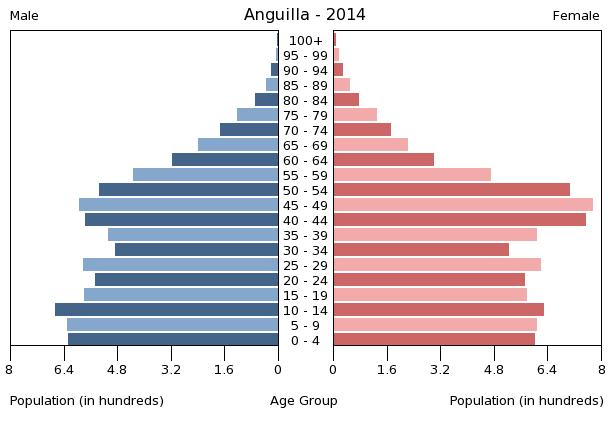 Anguilla - 2014
Male
Female
100+
95 - 99
90 - 94
85 - 89
80 - 84
75 - 79
70 - 74
65 - 69
60 - 64
55 - 59
50 - 54
45 - 49
40 - 44
35 - 39
30 - 34
25 - 29
20 - 24
15 - 19
10 - 14
5 - 9
0 - 4
8 6.4 4.8 3.2 1.6 0 0 1.6 3.2 4.8 6.4 8
Population (in hundreds) Age Group Population (in hundreds)